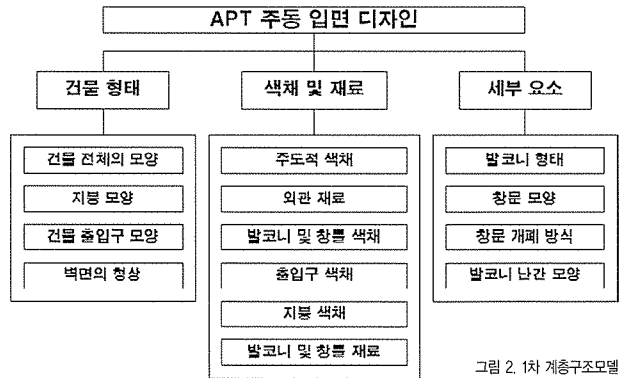 APT 주동 입면 디자인
건물 형태
건물 전체의 모양
지붕 모양
건물 출입구 모양
벽면의 형상
색채 및 재료
주도적 색채
외관 재료
발코니 및 창틀 색채
출입구 색채
지붕 색채
발코니 및 창틀 재료
세부 요소
발코니 형태
창문 모양
창문 개폐 방식
발코니 난간 모양
그림 2. 1차 계층구조모델